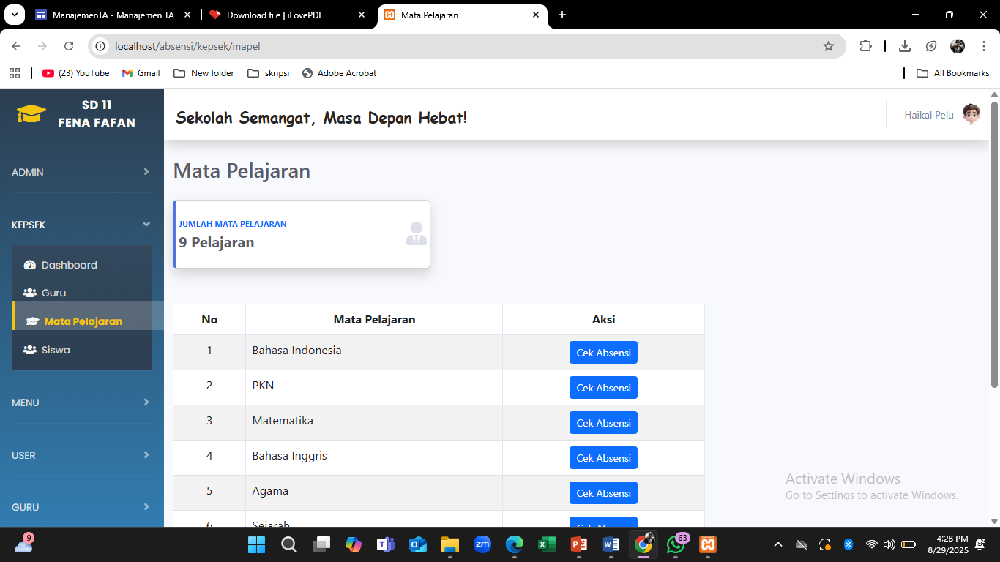 ManajemenTA - Manajemen TA
Download file | iLovePDF
Mata Pelajaran
localhost/absensi/kepsek/mapel
(23) YouTube
Gmail
New folder
skripsi
Adobe Acrobat
All Bookmarks
SD 11
FENA FAFAN
Sekolah Semangat, Masa Depan Hebat!
Haikal Pelu
ADMIN
KEPSEK
Dashboard
Guru
Mata Pelajaran
Siswa
MENU
USER
GURU
Mata Pelajaran
JUMLAH MATA PELAJARAN
9 Pelajaran
No Mata Pelajaran Aksi
1 Bahasa Indonesia Cek Absensi
2 PKN Cek Absensi
3 Matematika Cek Absensi
4 Bahasa Inggris Cek Absensi
5 Agama Cek Absensi
6 Sejarah Cek Absensi
Activate Windows
Go to Settings to activate Windows.
9
zm
63
4:28 PM
8/29/2025